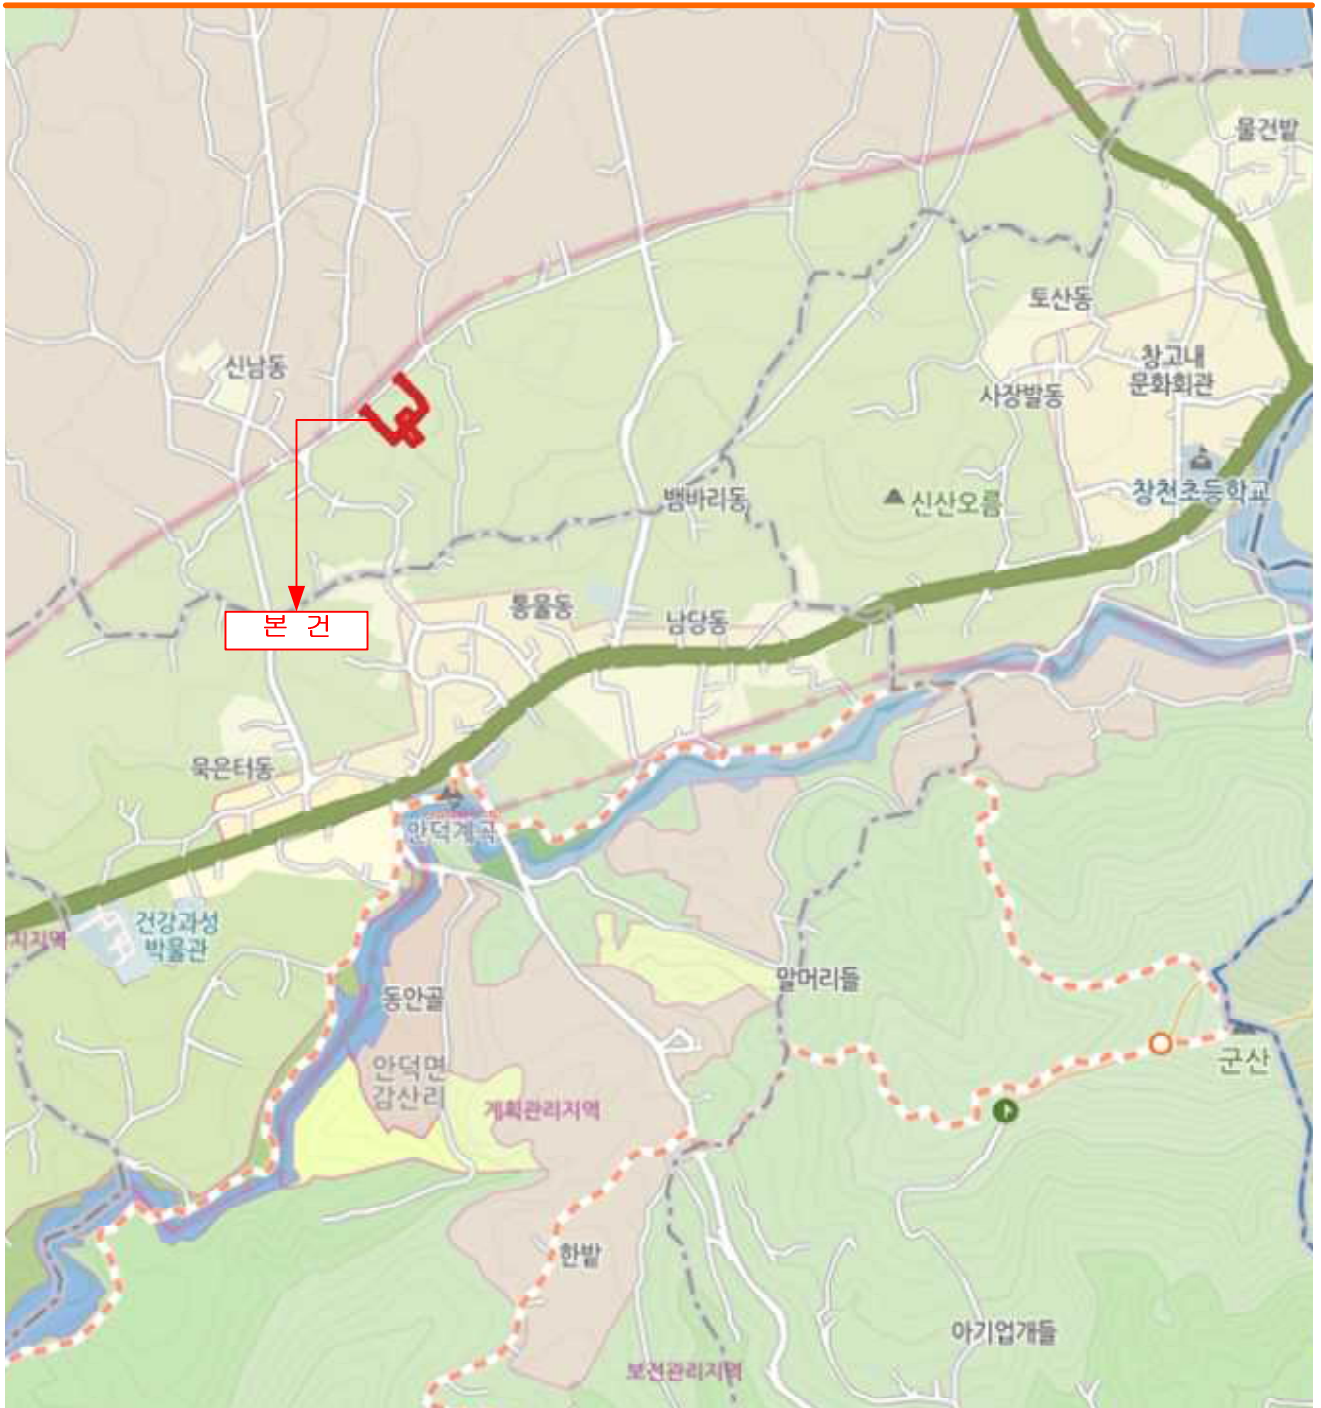 물건밭
토산동
창고내
문화회관
신남동
사장발동
창천초등학교
뱀바리동
신산오름
통물동
남당동
본 건
묵은터동
안덕계곡
건강과성
박물관
지지역
말머리들
동안골
군산
안덕면
감산리
계획관리지역
한밭
아기업개들
보전관리지역